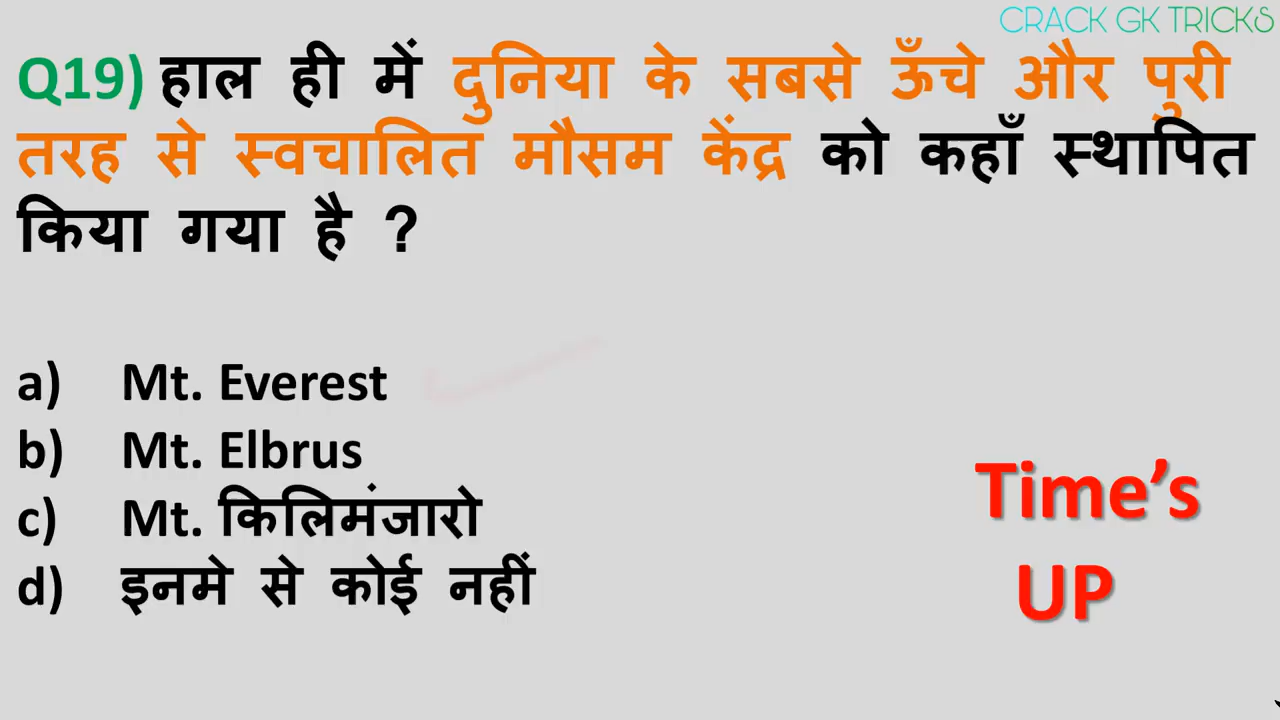 CRACK GK TRICKS
Q19) हाल ही में दुनिया के सबसे ऊँचे और पुरी
तरह से स्वचालित मौसम केंद्र को कहाँ स्थापित
किया गया है ?
a) Mt. Everest
b) Mt. Elbrus
c) Mt. किलिमंजारो
d) इनमे से कोई नहीं
Time's
UP